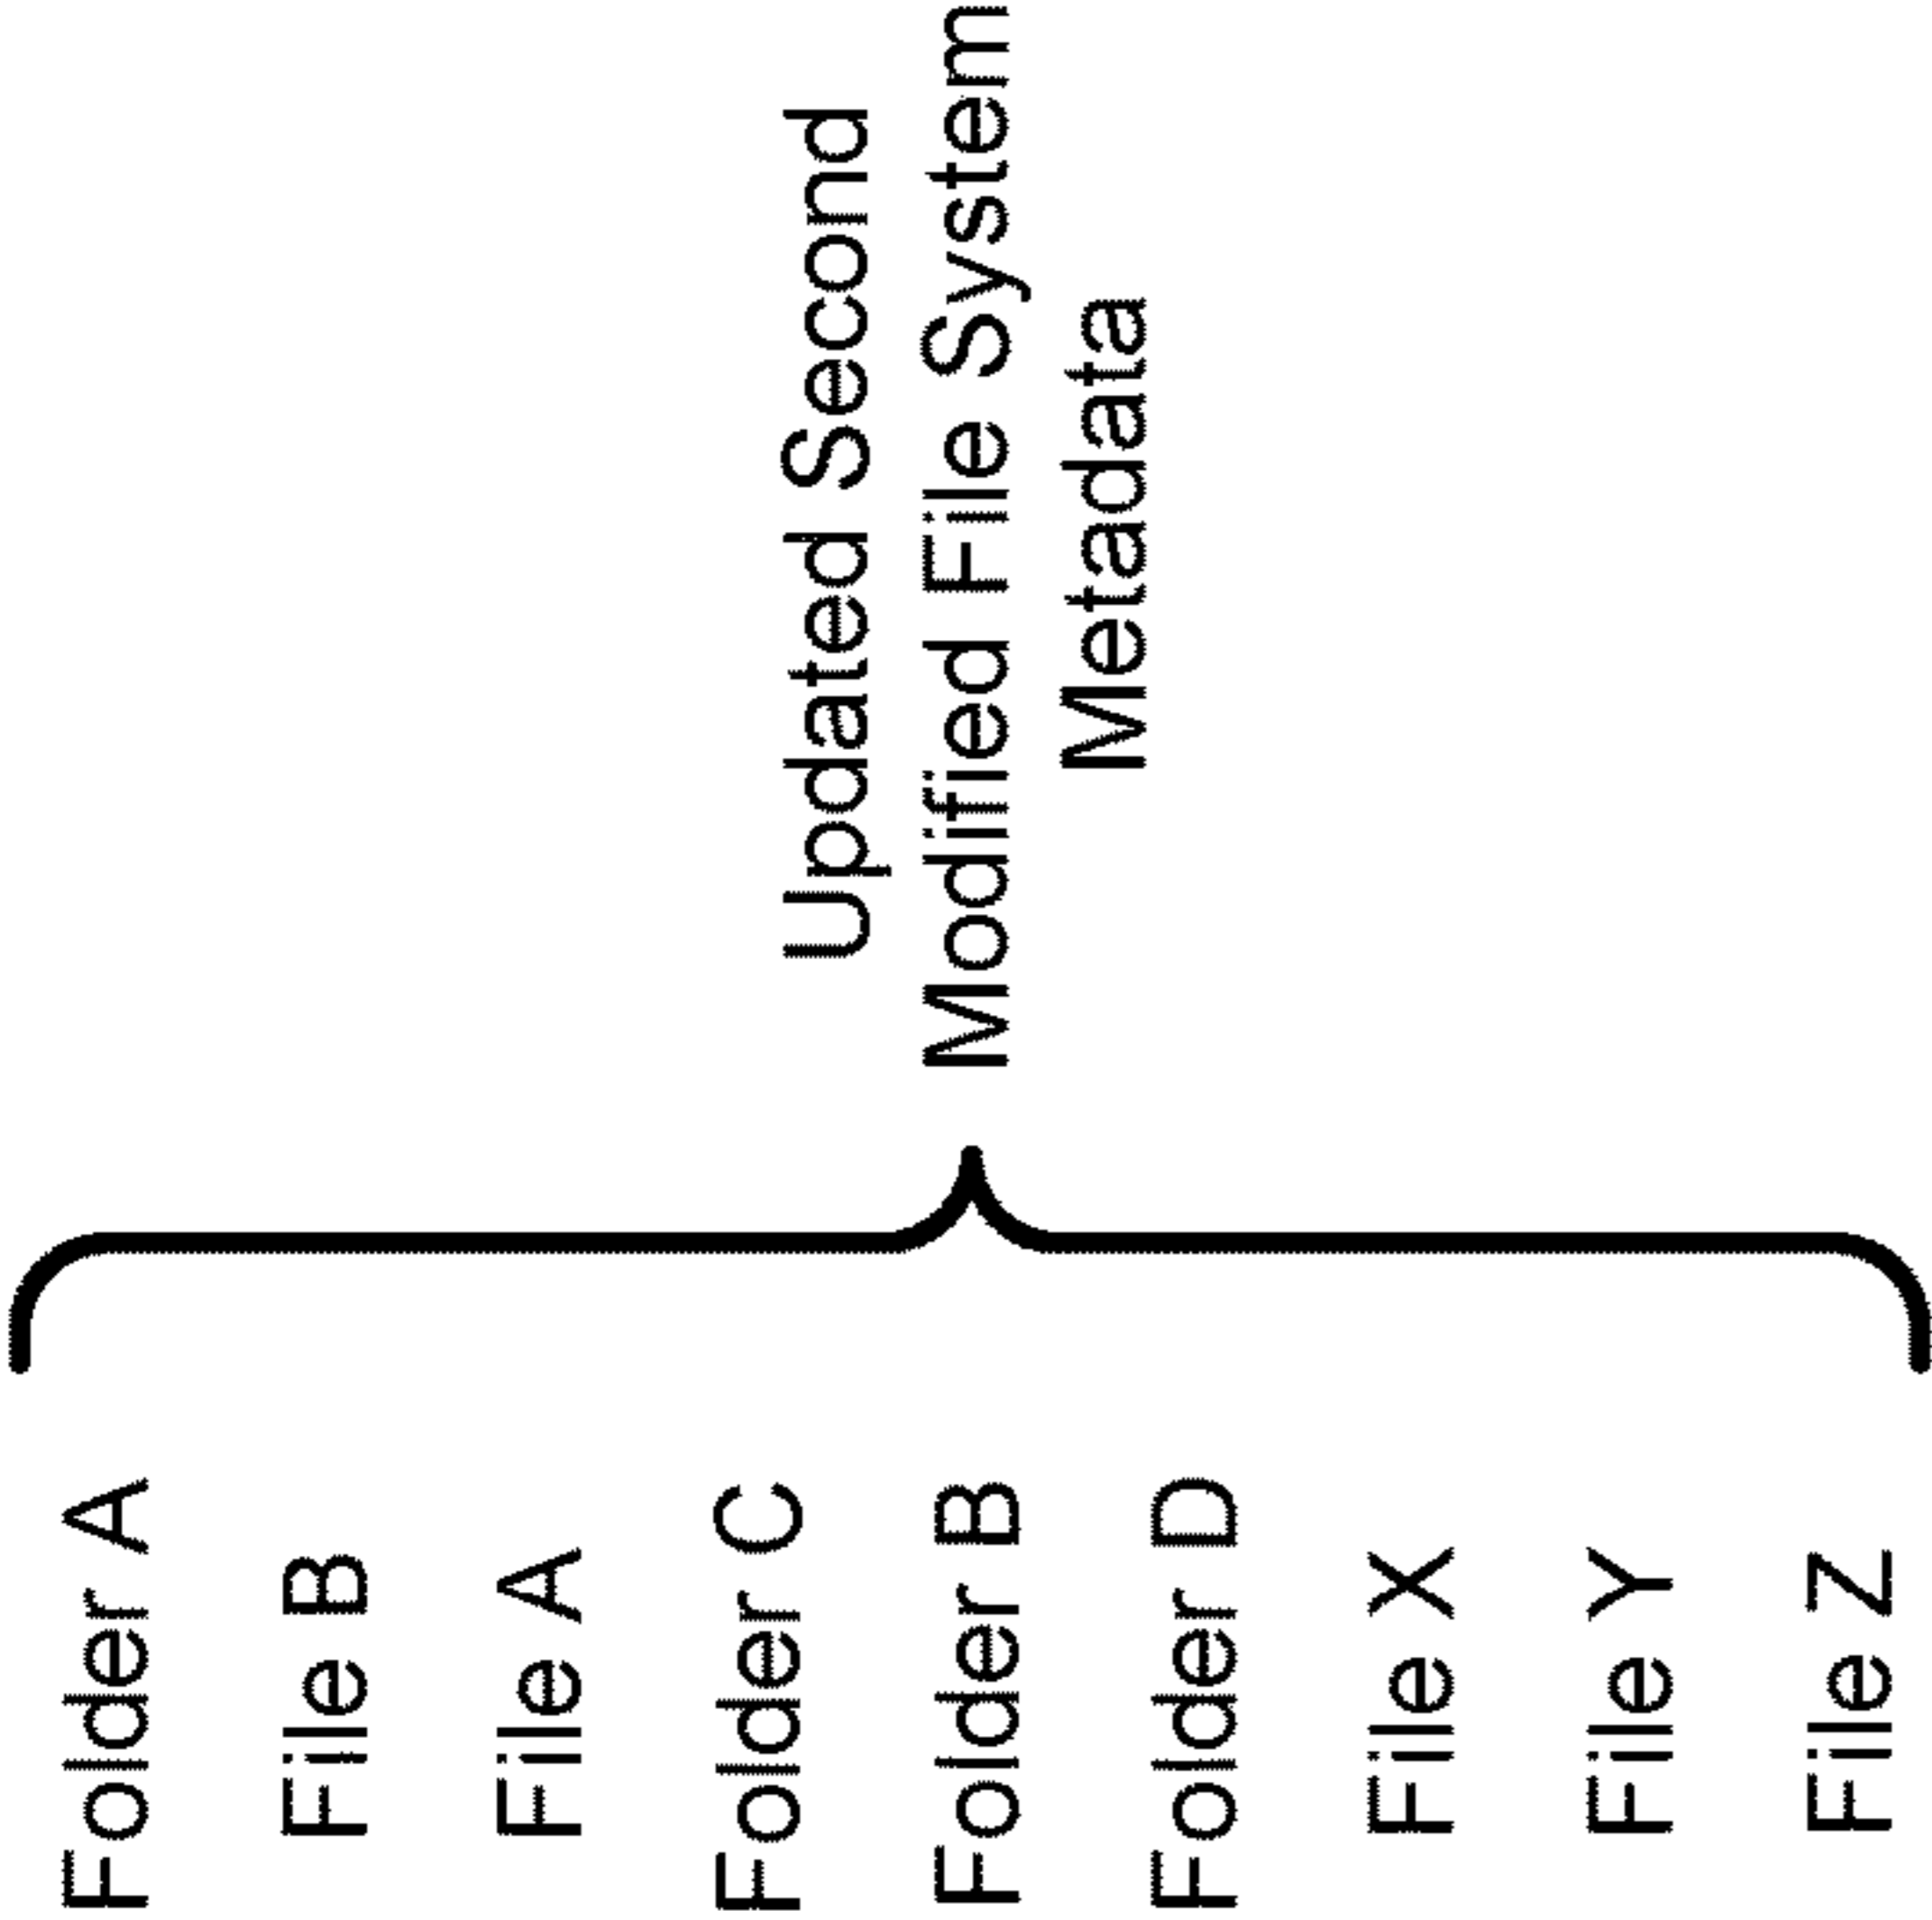 Folder A
File B
File A
Folder C
Folder B
Folder D
File X
File Y
File Z
Updated Second
Modified File System
Metadata